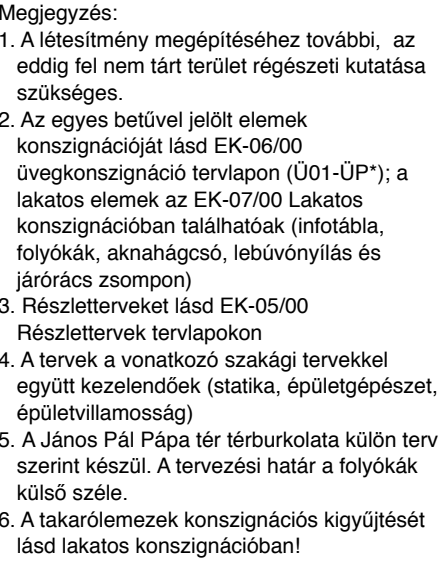 Megjegyzés:
1. A létesítmény megépítéséhez további, az
eddig fel nem tárt terület régészeti kutatása
szükséges.
2. Az egyes betűvel jelölt elemek
konszignációját lásd EK-06/00
üvegkonszignáció tervlapon (Ü01-ÜP*); a
lakatos elemek az EK-07/00 Lakatos
konszignációban találhatóak (infotábla,
folyókák, aknahágcsó, lebúvónyílás és
járórács zsompon)
3. Részletterveket lásd EK-05/00
Részlettervek tervlapokon
4. A tervek a vonatkozó szakági tervekkel
együtt kezelendőek (statika, épületgépészet,
épületvillamosság)
5. A János Pál Pápa tér térburkolata külön terv
szerint készül. A tervezési határ a folyókák
külső széle.
6. A takarólemezek konszignációs kigyűjtését
lásd lakatos konszignációban!